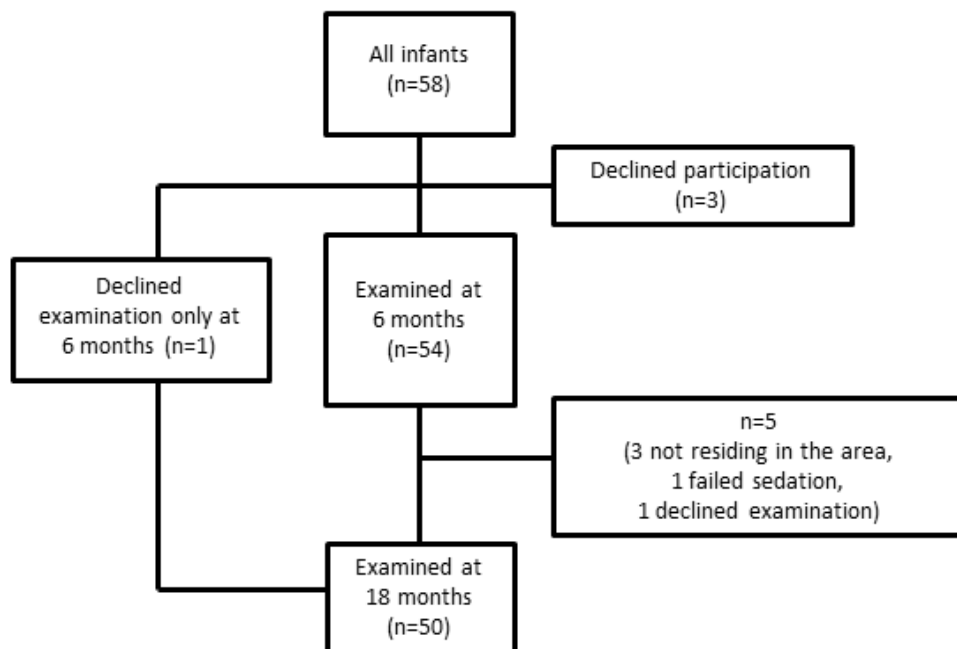 All infants
(n=58)
Declined participation
(n=3)
Declined
examination only at
6 months (n=1)
Examined at
6 months
(n=54)
n=5
(3 not residing in the area,
1 failed sedation,
1 declined examination)
Examined at
18 months
(n=50)